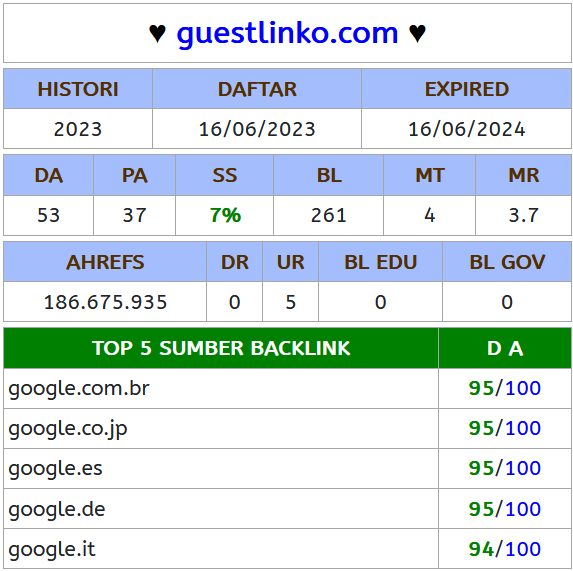 ♥ guestlinko.com ♥
HISTORI DAFTAR EXPIRED
2023 16/06/2023 16/06/2024
DA PA SS BL MT MR
53 37 7% 261 4 3.7
AHREFS DR UR BL EDU BL GOV
186.675.935 0 5 0 0
TOP 5 SUMBER BACKLINK D A
google.com.br 95/100
google.co.jp 95/100
google.es 95/100
google.de 95/100
google.it 94/100